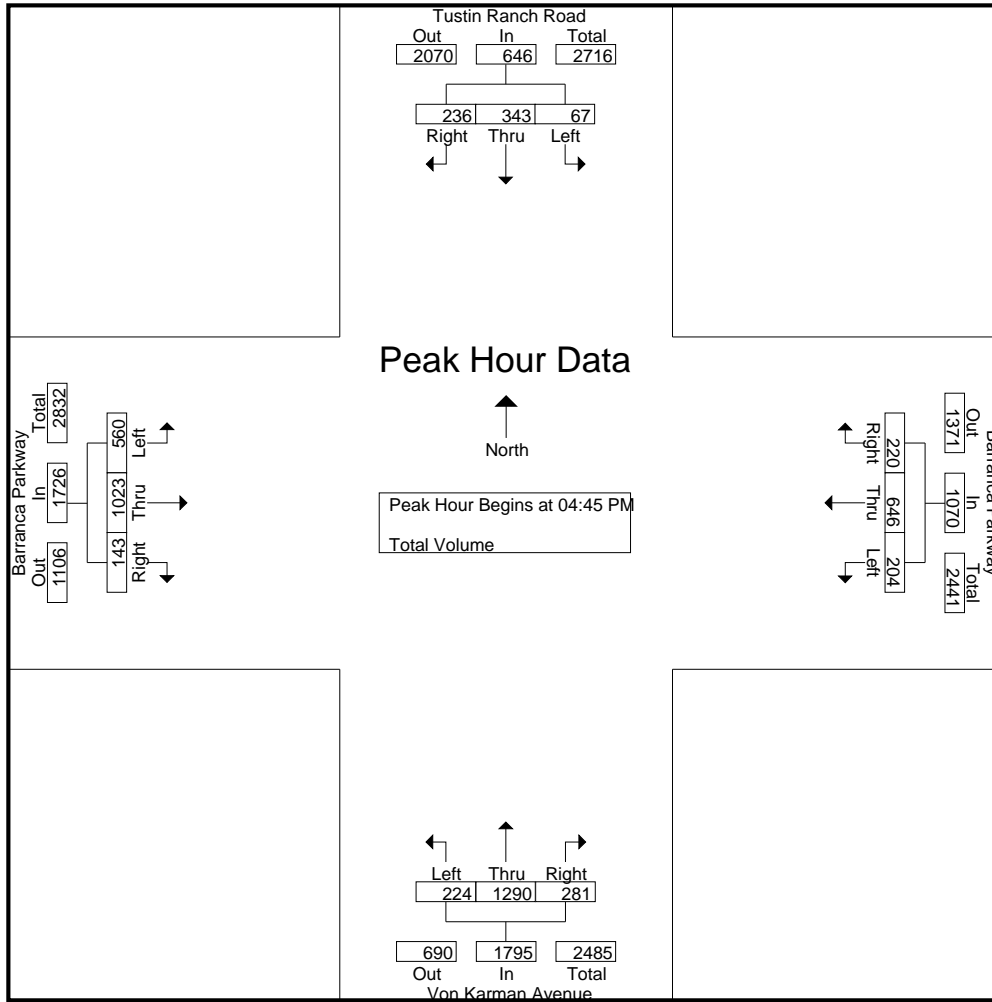 Tustin Ranch Road
Out In Total
2070 646 2716
236 343 67
Right Thru Left
Peak Hour Data
North
Peak Hour Begins at 04:45 PM
Total Volume
Barranca Parkway
Out In Total
1106 1726 2832
143 1023 560
Right Thru Left
Barranca Parkway
Out In Total
1371 1070 2441
220 646 204
Right Thru Left
Left Thru Right
224 1290 281
690 1795 2485
Out In Total
Von Karman Avenue